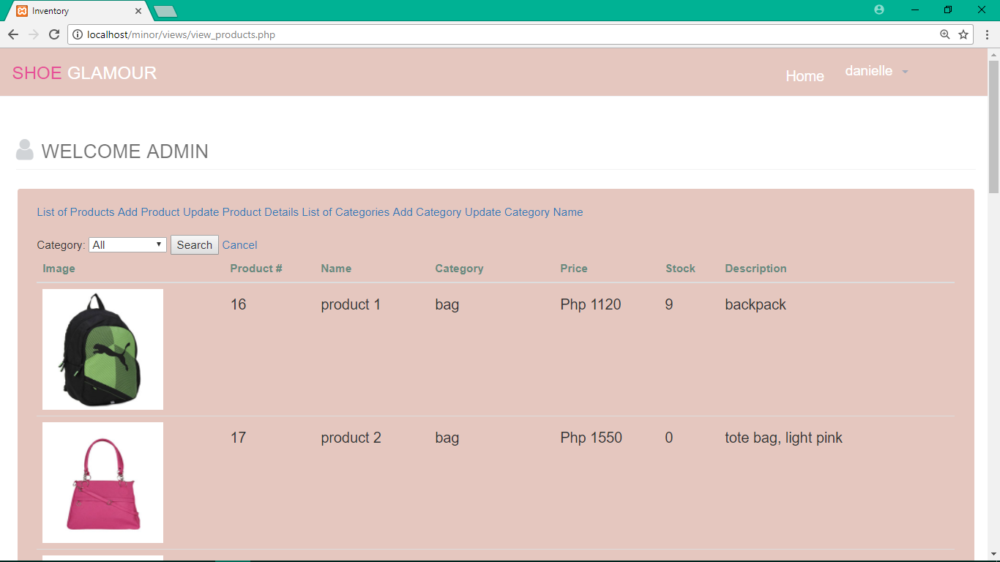 Inventory
localhost/minor/views/view_products.php
SHOE GLAMOUR
Home
danielle
WELCOME ADMIN
List of Products Add Product Update Product Details List of Categories Add Category Update Category Name
Category: All Search Cancel
Image Product # Name Category Price Stock Description
16 product 1 bag Php 1120 9 backpack
17 product 2 bag Php 1550 0 tote bag, light pink